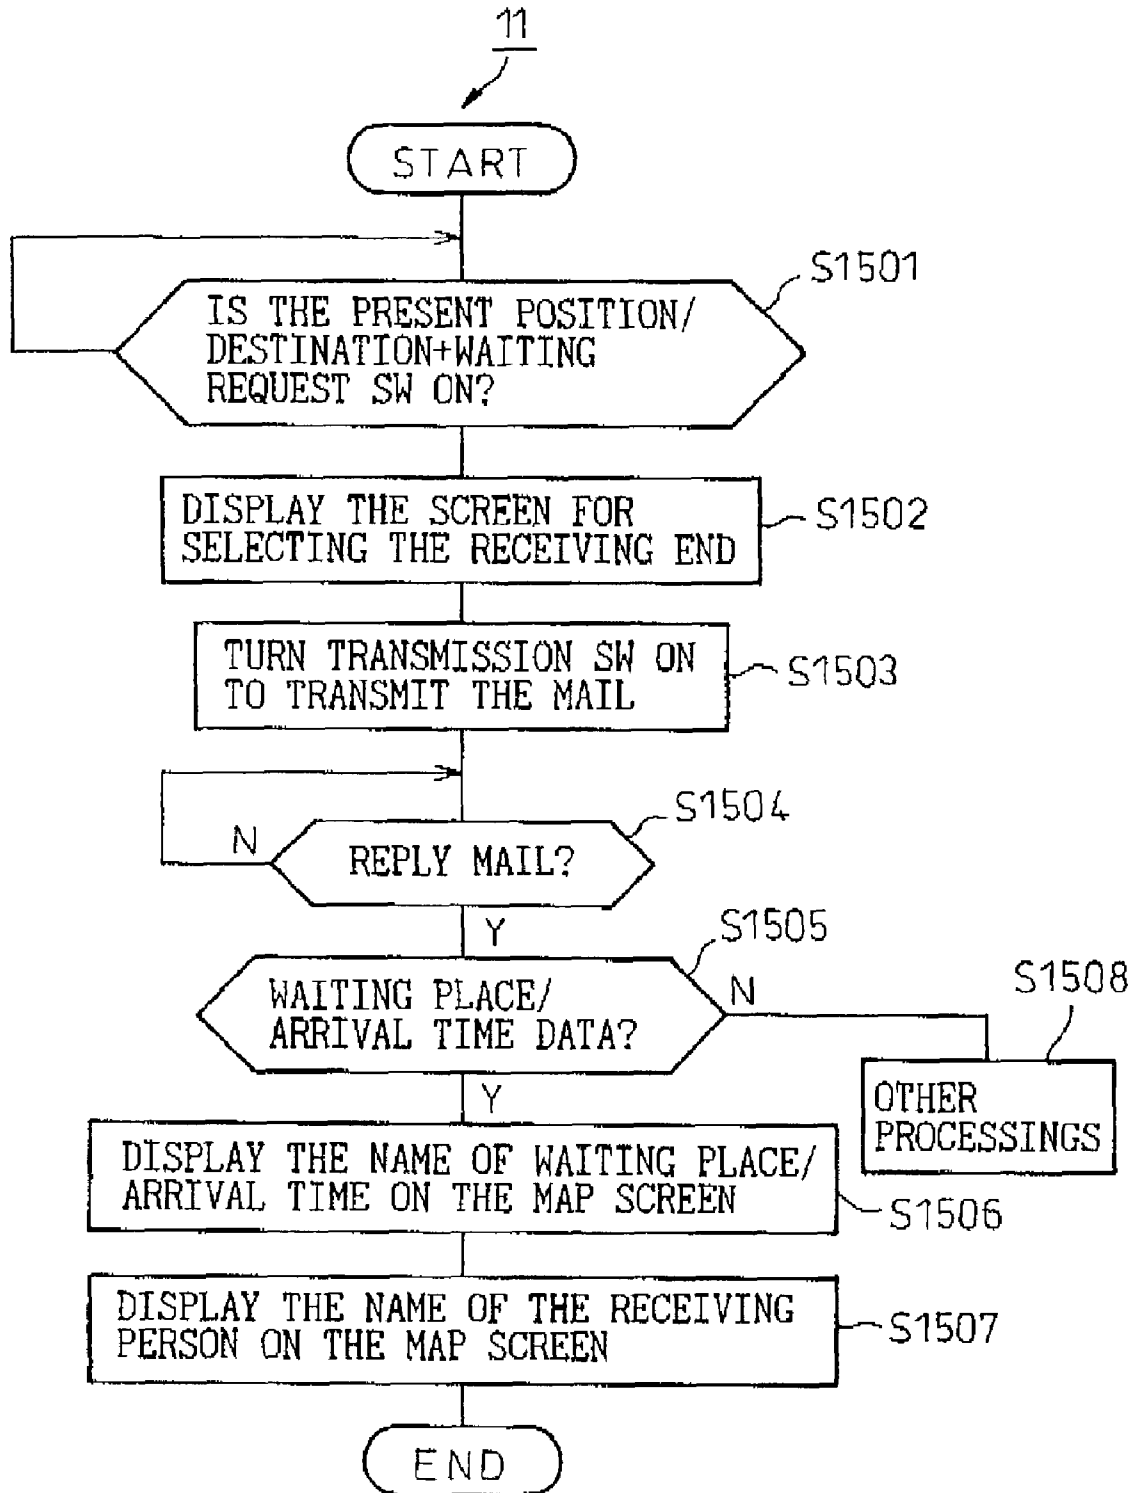 11
START
S1501
IS THE PRESENT POSITION/
DESTINATION+WAITING
REQUEST SW ON?
DISPLAY THE SCREEN FOR
SELECTING THE RECEIVING END
S1502
TURN TRANSMISSION SW ON
TO TRANSMIT THE MAIL
S1503
S1504
N
REPLY MAIL?
Y
S1505
WAITING PLACE/
ARRIVAL TIME DATA?
N
S1508
Y
OTHER
PROCESSINGS
DISPLAY THE NAME OF WAITING PLACE/
ARRIVAL TIME ON THE MAP SCREEN
S1506
DISPLAY THE NAME OF THE RECEIVING
PERSON ON THE MAP SCREEN
S1507
END